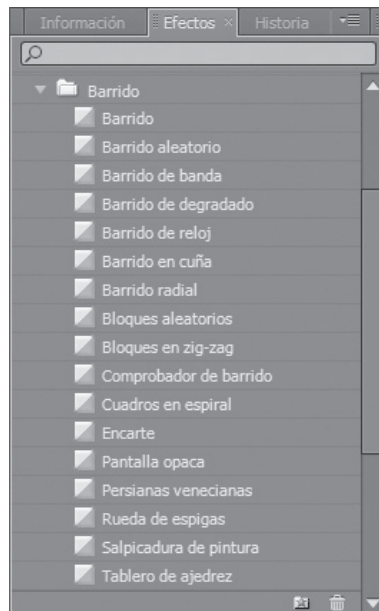 Información Efectos × Historia
Barrido
Barrido
Barrido aleatorio
Barrido de banda
Barrido de degradado
Barrido de reloj
Barrido en cuña
Barrido radial
Bloques aleatorios
Bloques en zig-zag
Comprobador de barrido
Cuadros en espiral
Encarte
Pantalla opaca
Persianas venecianas
Rueda de espigas
Salpicadura de pintura
Tablero de ajedrez